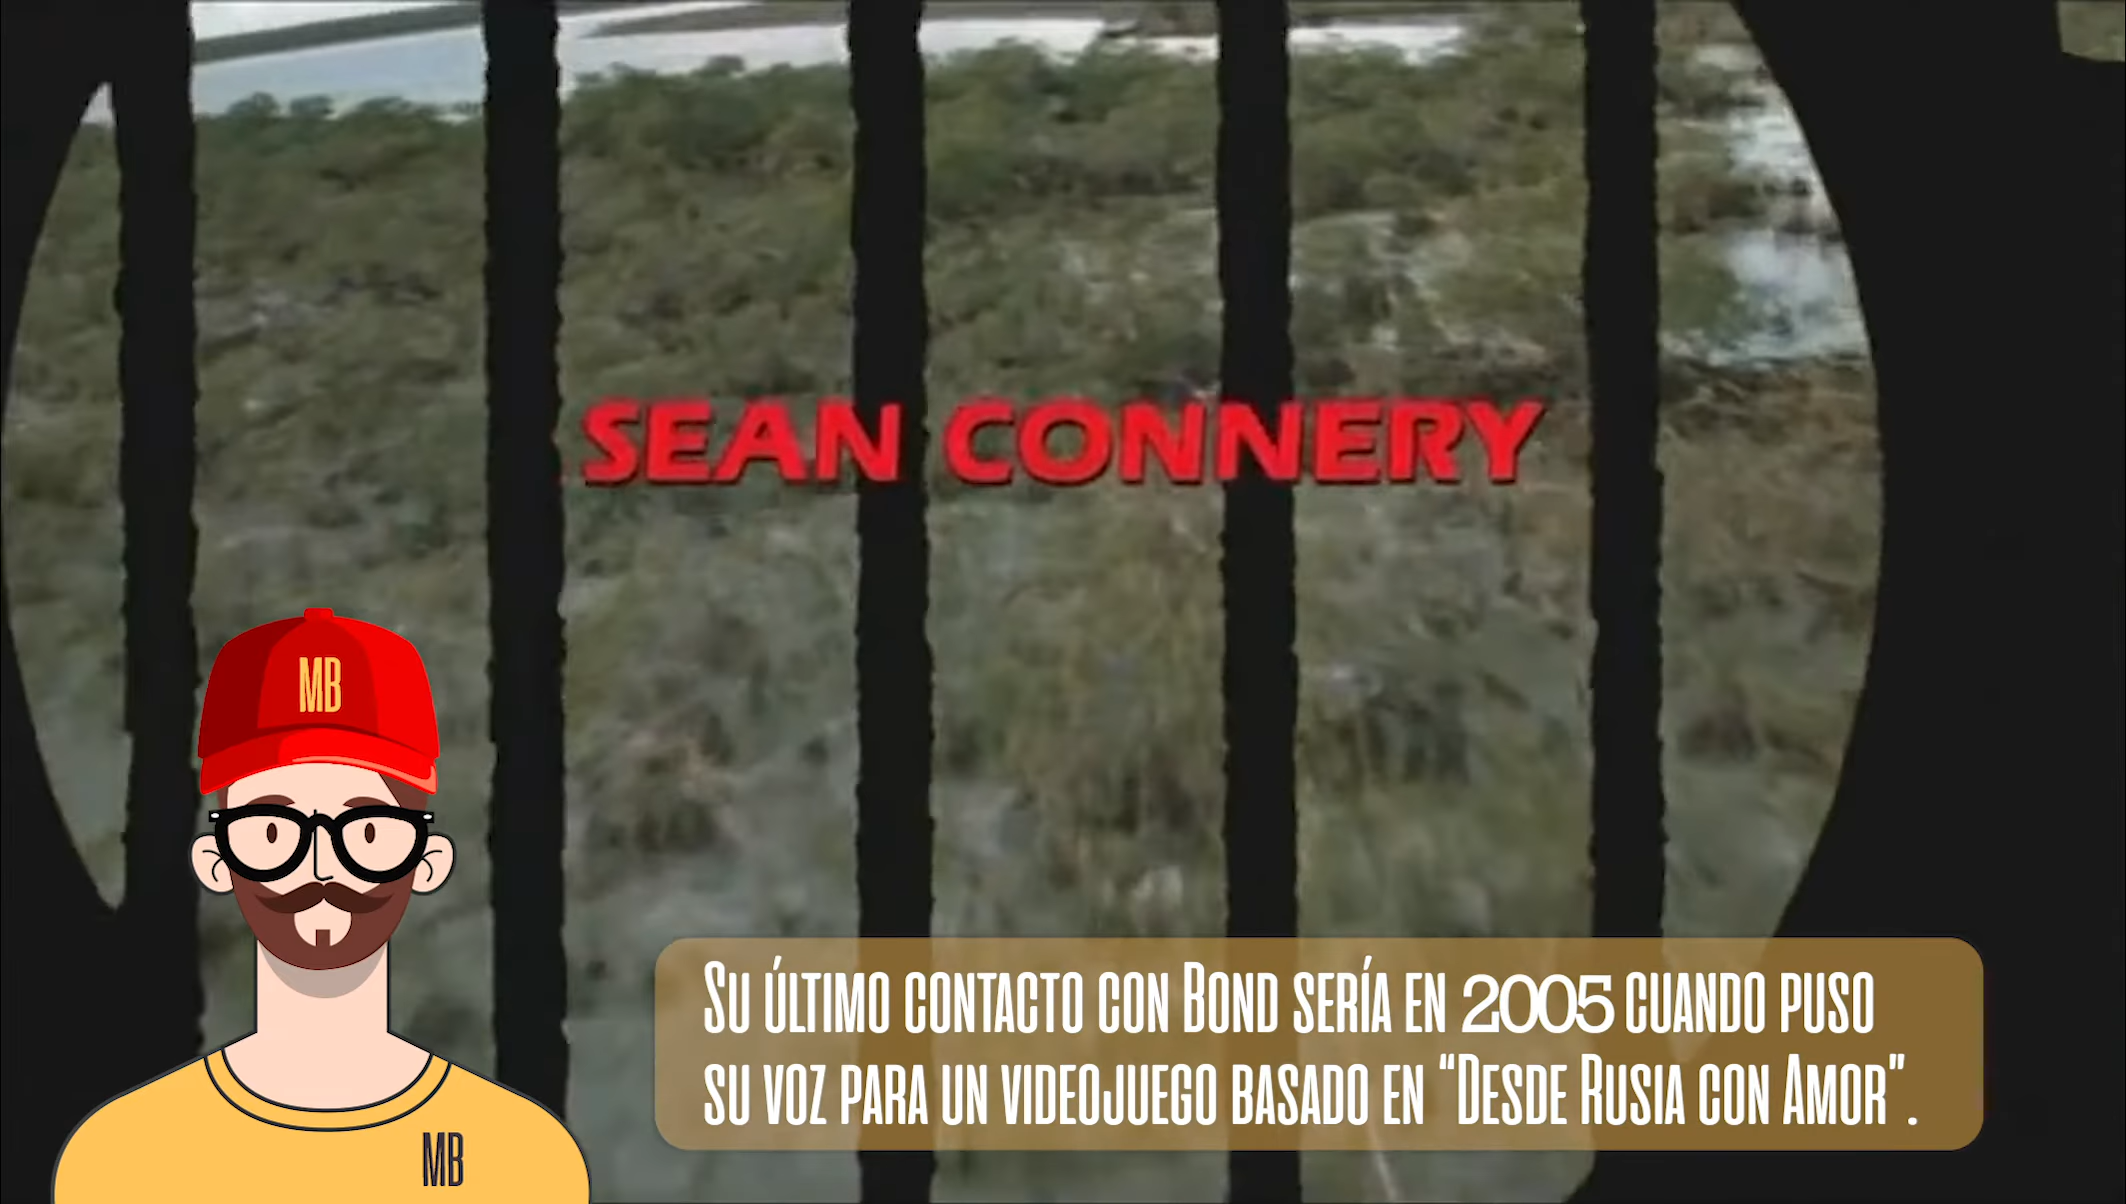 SEAN CONNERY
MB
Su último contacto con Bond sería en 2005 cuando puso
su voz para un videojuego basado en “Desde Rusia con Amor”.
MB